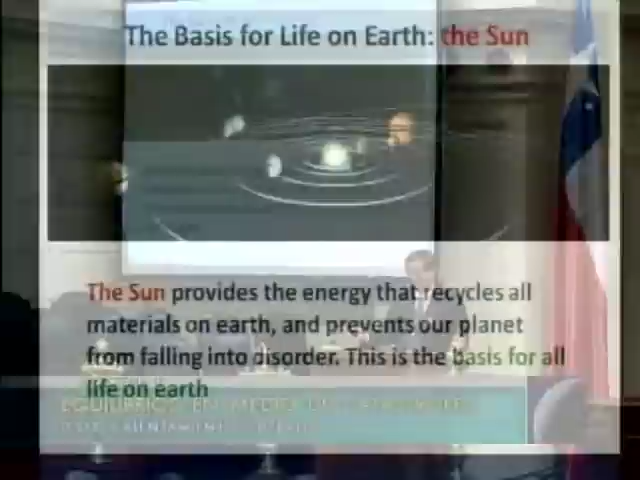 The Basis for Life on Earth: the Sun
The Sun provides the energy that recycles all
materials on earth, and prevents our planet
from falling into disorder. This is the basis for all
life on earth